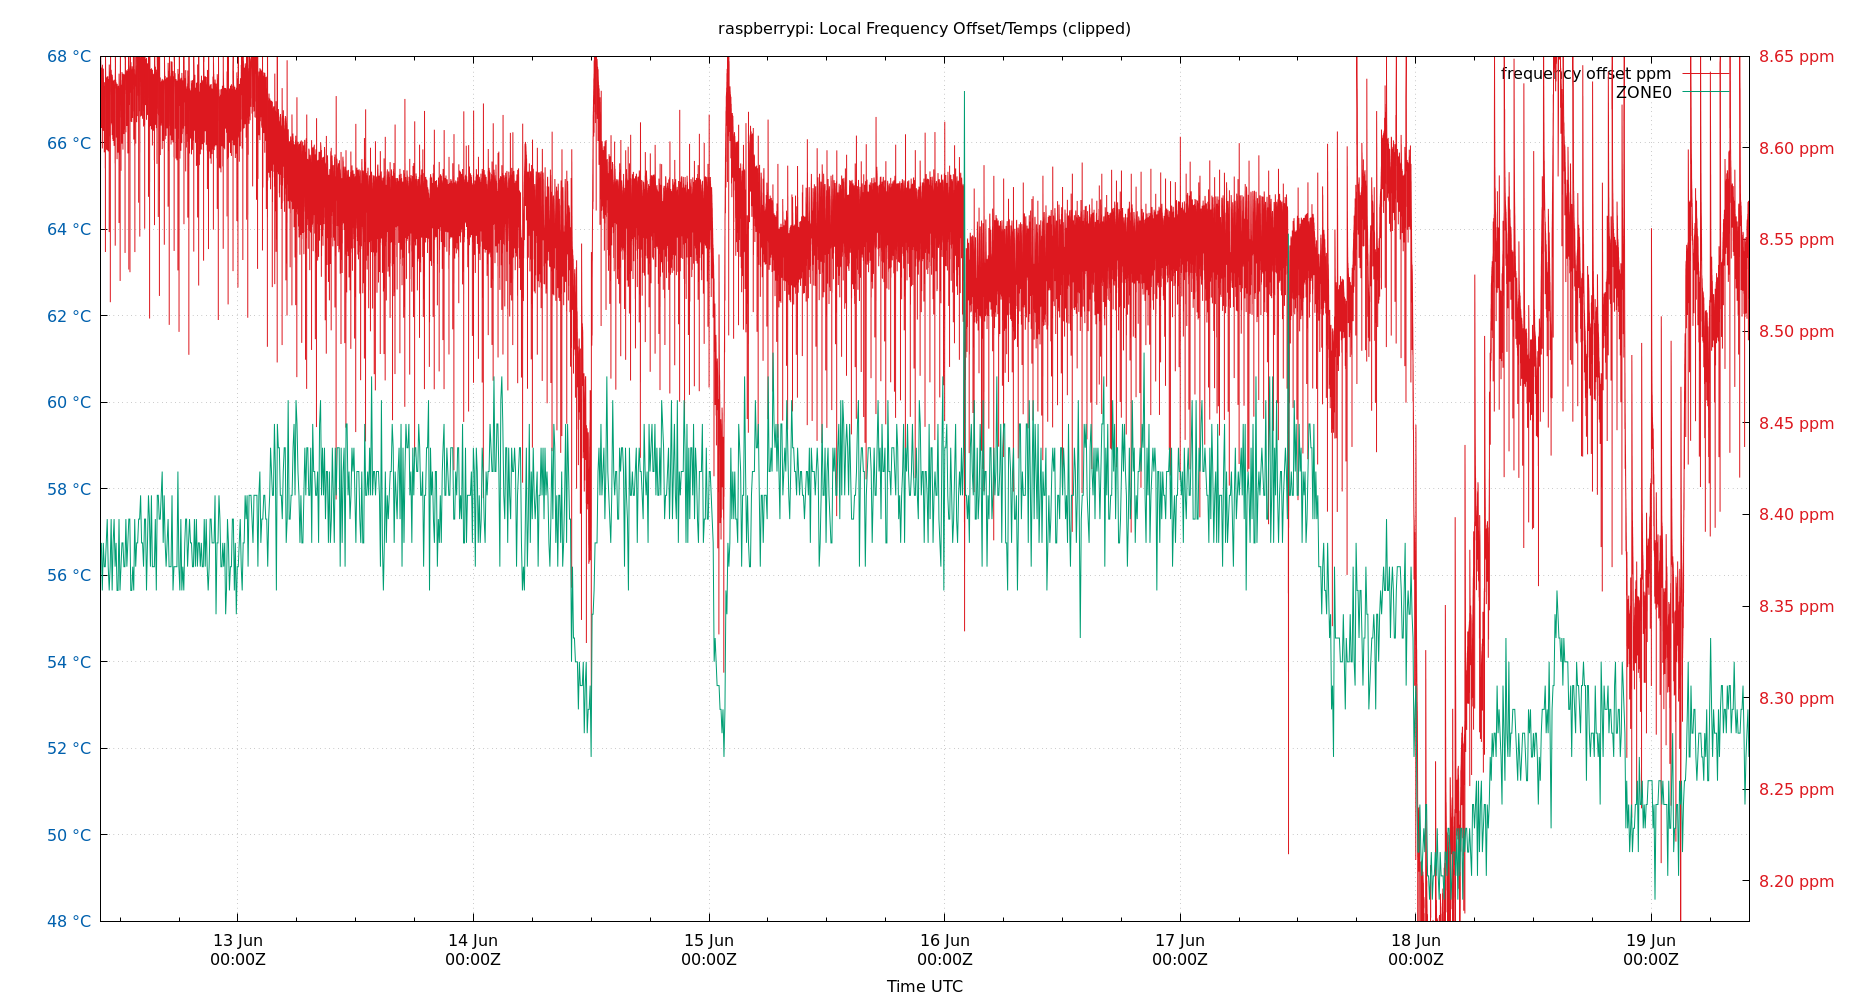 raspberrypi: Local Frequency Offset/Temps (clipped)
68 °C
66 °C
64 °C
62 °C
60 °C
58 °C
56 °C
54 °C
52 °C
50 °C
48 °C
8.65 ppm
8.60 ppm
8.55 ppm
8.50 ppm
8.45 ppm
8.40 ppm
8.35 ppm
8.30 ppm
8.25 ppm
8.20 ppm
frequency offset ppm
ZONE0
13 Jun
00:00Z
14 Jun
00:00Z
15 Jun
00:00Z
16 Jun
00:00Z
17 Jun
00:00Z
18 Jun
00:00Z
19 Jun
00:00Z
Time UTC